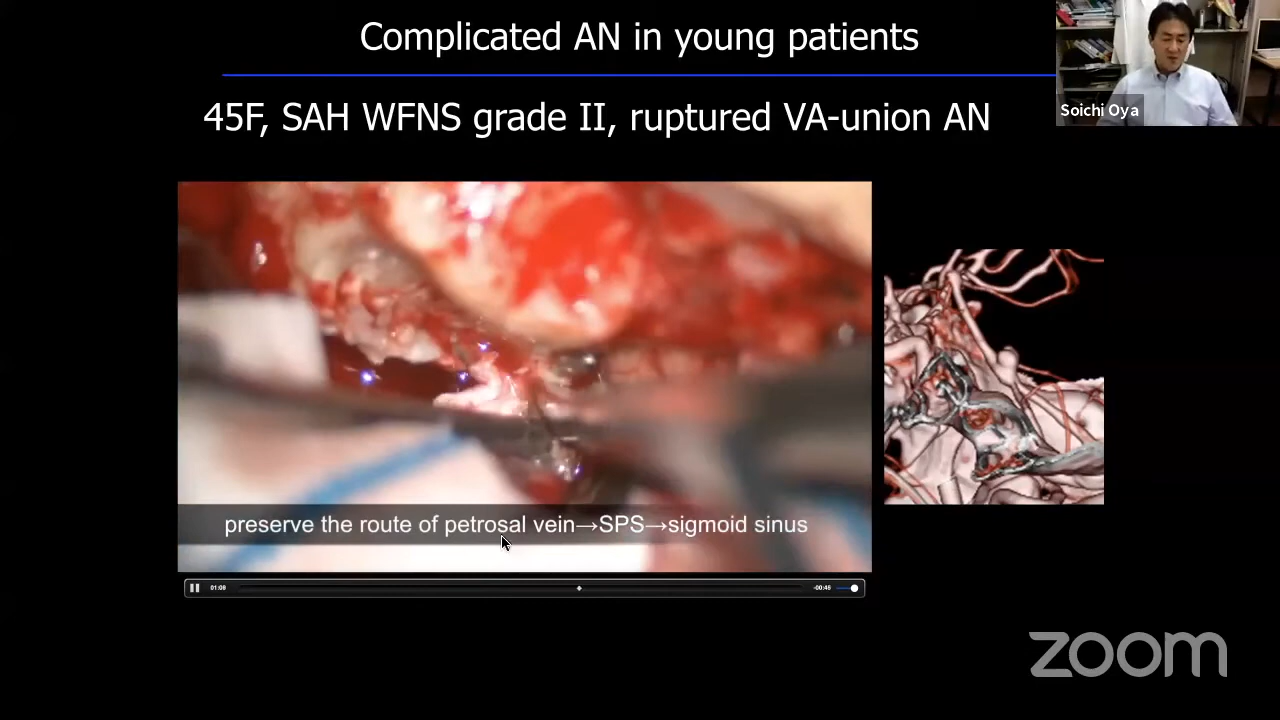 Complicated AN in young patients
45F, SAH WFNS grade II, ruptured VA-union AN
Soichi Oya
preserve the route of petrosal vein→SPS→sigmoid sinus
01:08
-00:46
zoom